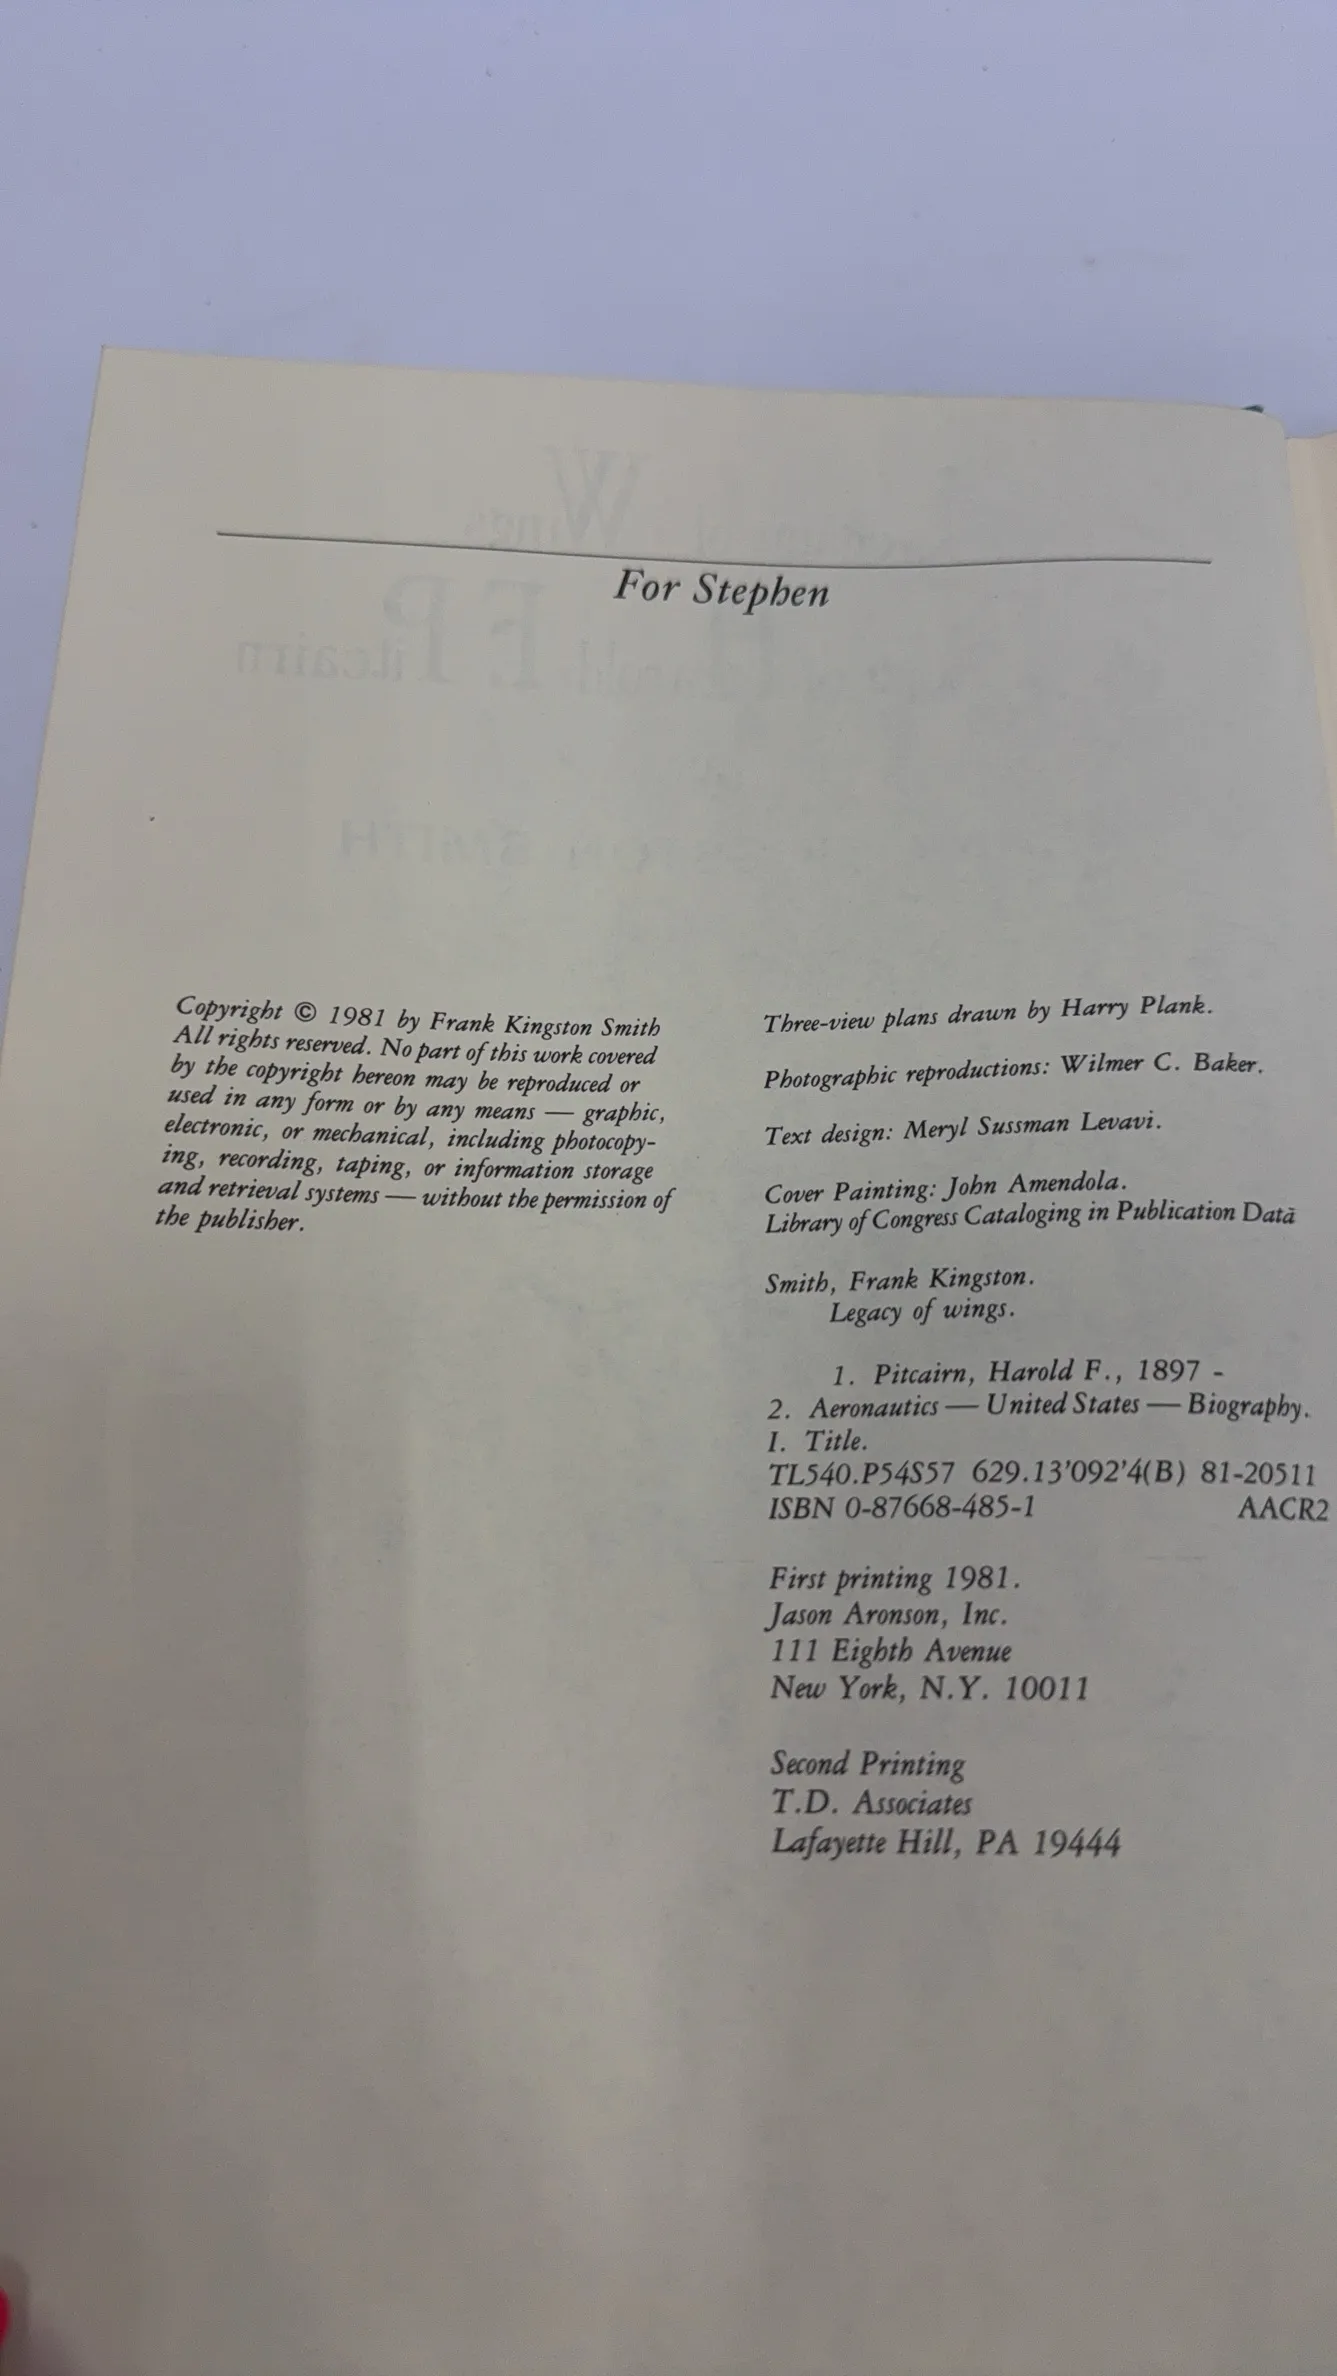 For Stephen
Copyright © 1981 by Frank Kingston Smith
All rights reserved. No part of this work covered
by the copyright hereon may be reproduced or
used in any form or by any means — graphic,
electronic, or mechanical, including photocopy-
ing, recording, taping, or information storage
and retrieval systems — without the permission of
the publisher.
Three-view plans drawn by Harry Plank.
Photographic reproductions: Wilmer C. Baker.
Text design: Meryl Sussman Levavi.
Cover Painting: John Amendola.
Library of Congress Cataloging in Publication Data
Smith, Frank Kingston.
Legacy of wings.
1. Pitcairn, Harold F., 1897 -
2. Aeronautics — United States — Biography.
I. Title.
TL540.P54S57 629.13'092'4(B) 81-20511
ISBN 0-87668-485-1 AACR2
First printing 1981.
Jason Aronson, Inc.
111 Eighth Avenue
New York, N.Y. 10011
Second Printing
T.D. Associates
Lafayette Hill, PA 19444